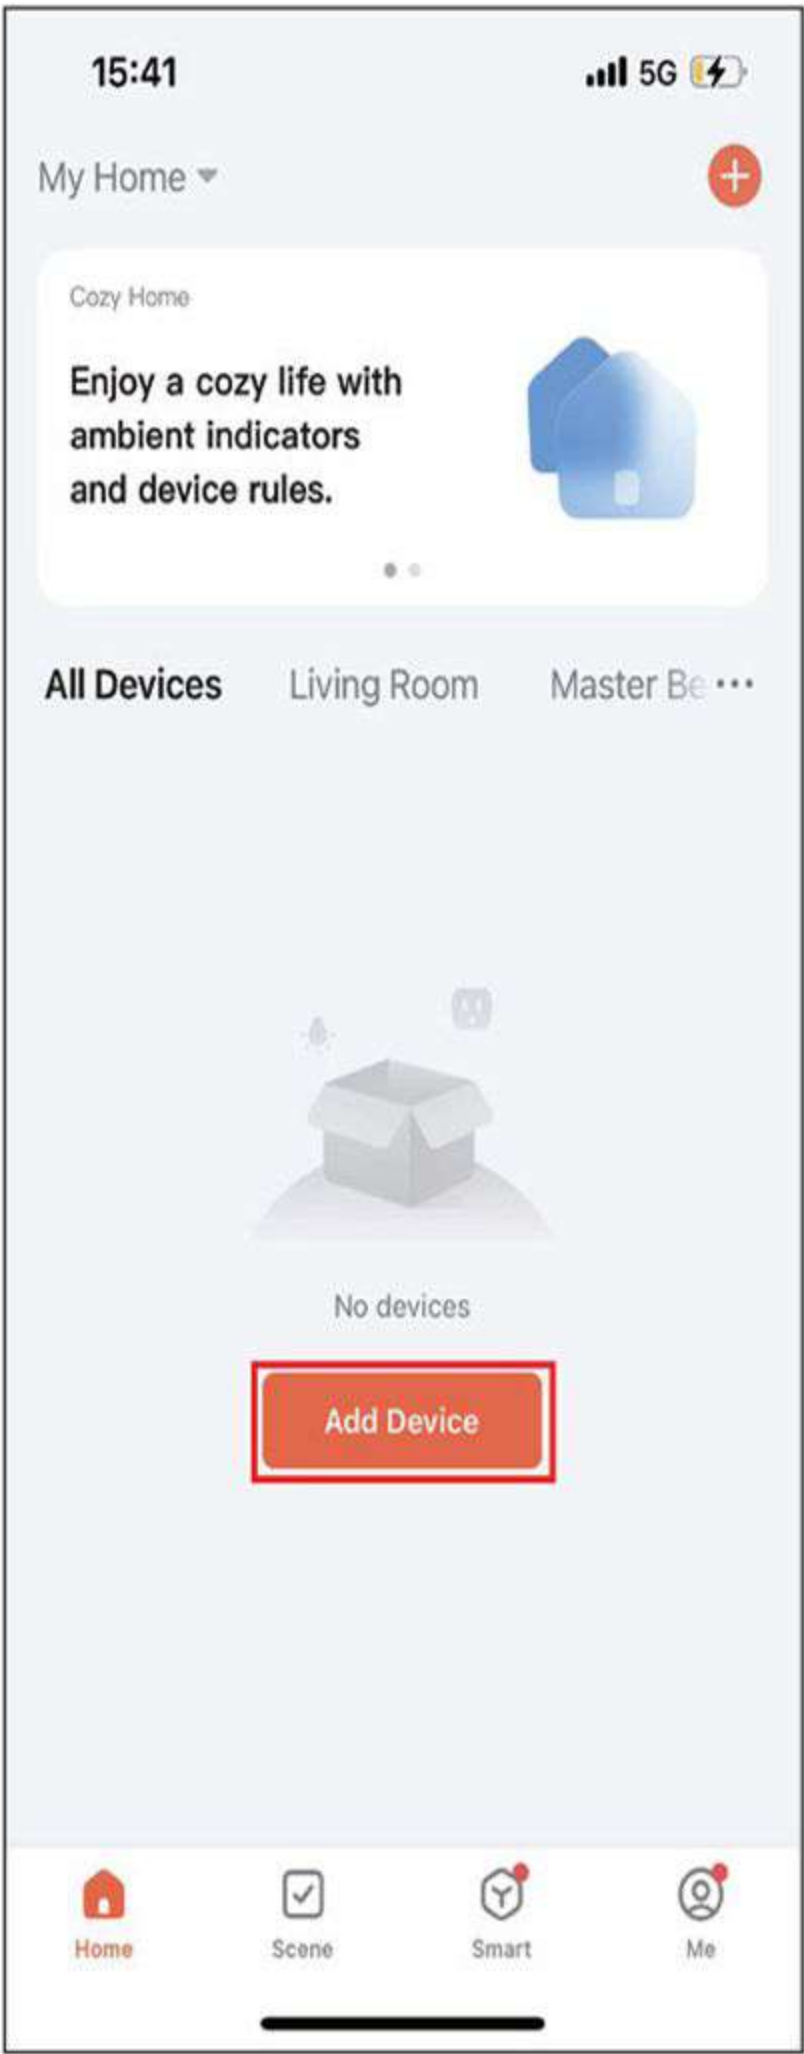 15:41
5G
My Home
Cozy Home
Enjoy a cozy life with
ambient indicators
and device rules.
All Devices
Living Room
Master Be
No devices
Add Device
Home
Scene
Smart
Me